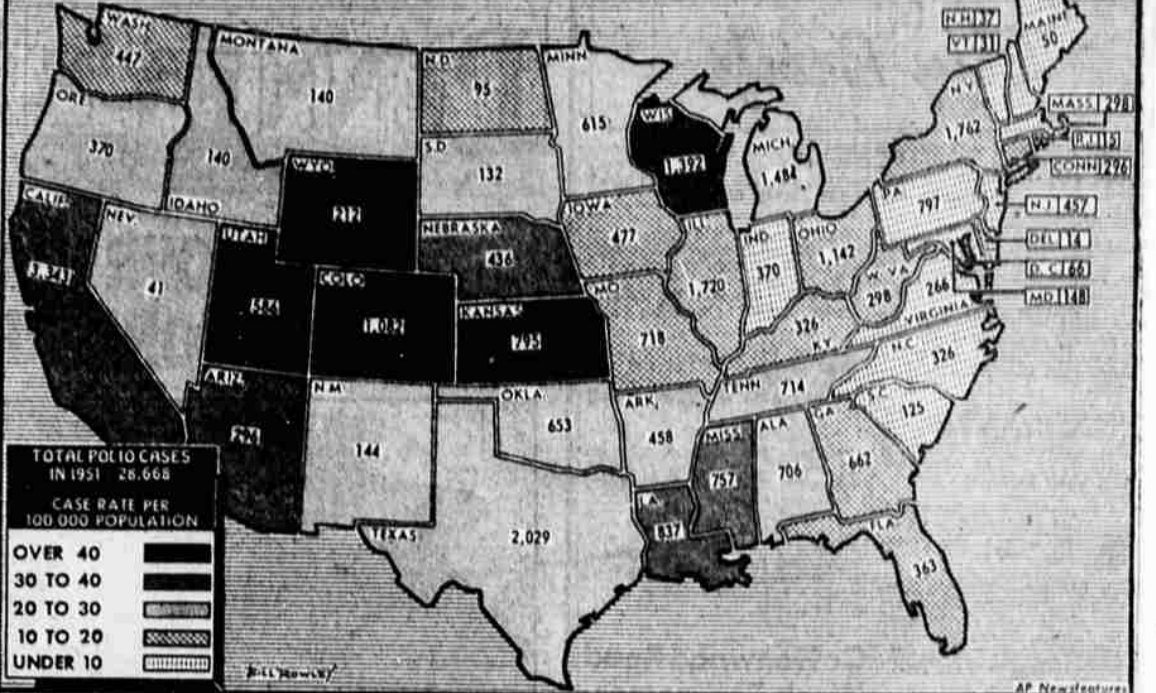 WASH.
447
MONTANA
140
N.D.
95
MINN.
615
N.H. 37
VT 31
MAINE
50
ORE.
370
140
IDAHO
WYO.
212
S.D.
132
WIS.
1,392
MICH.
1,484
N.Y.
1,762
MASS. 298
R.I. 15
CONN. 296
CALIF.
3,343
NEV.
41
UTAH
586
COLO.
1,082
NEBRASKA
436
KANSAS
795
IOWA
477
MO.
718
ILL.
1,720
IND.
370
OHIO
1,142
PA.
797
N.J. 457
DEL. 14
D.C. 66
MD. 148
W. VA.
298
266
VIRGINIA
326
KY.
N.C.
326
ARIZ.
296
N.M.
144
OKLA.
653
ARK.
458
TENN.
714
S.C.
125
MISS.
757
ALA.
706
GA.
662
TEXAS
2,029
LA.
837
FLA.
363
TOTAL POLIO CASES
IN 1951 28,668
CASE RATE PER
100 000 POPULATION
OVER 40
30 TO 40
20 TO 30
10 TO 20
UNDER 10
BILL ROWLEY
AP Newsfeatures